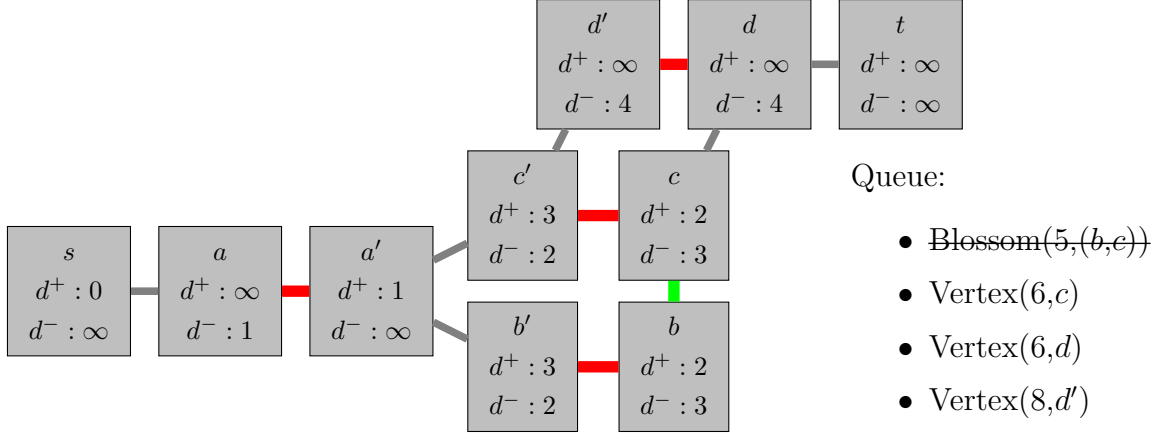 d′
d⁺ : ∞
d⁻ : 4
d
d⁺ : ∞
d⁻ : 4
t
d⁺ : ∞
d⁻ : ∞
c′
d⁺ : 3
d⁻ : 2
c
d⁺ : 2
d⁻ : 3
s
d⁺ : 0
d⁻ : ∞
a
d⁺ : ∞
d⁻ : 1
a′
d⁺ : 1
d⁻ : ∞
b′
d⁺ : 3
d⁻ : 2
b
d⁺ : 2
d⁻ : 3
Queue:
• Blossom(5,(b,c))
• Vertex(6,c)
• Vertex(6,d)
• Vertex(8,d′)